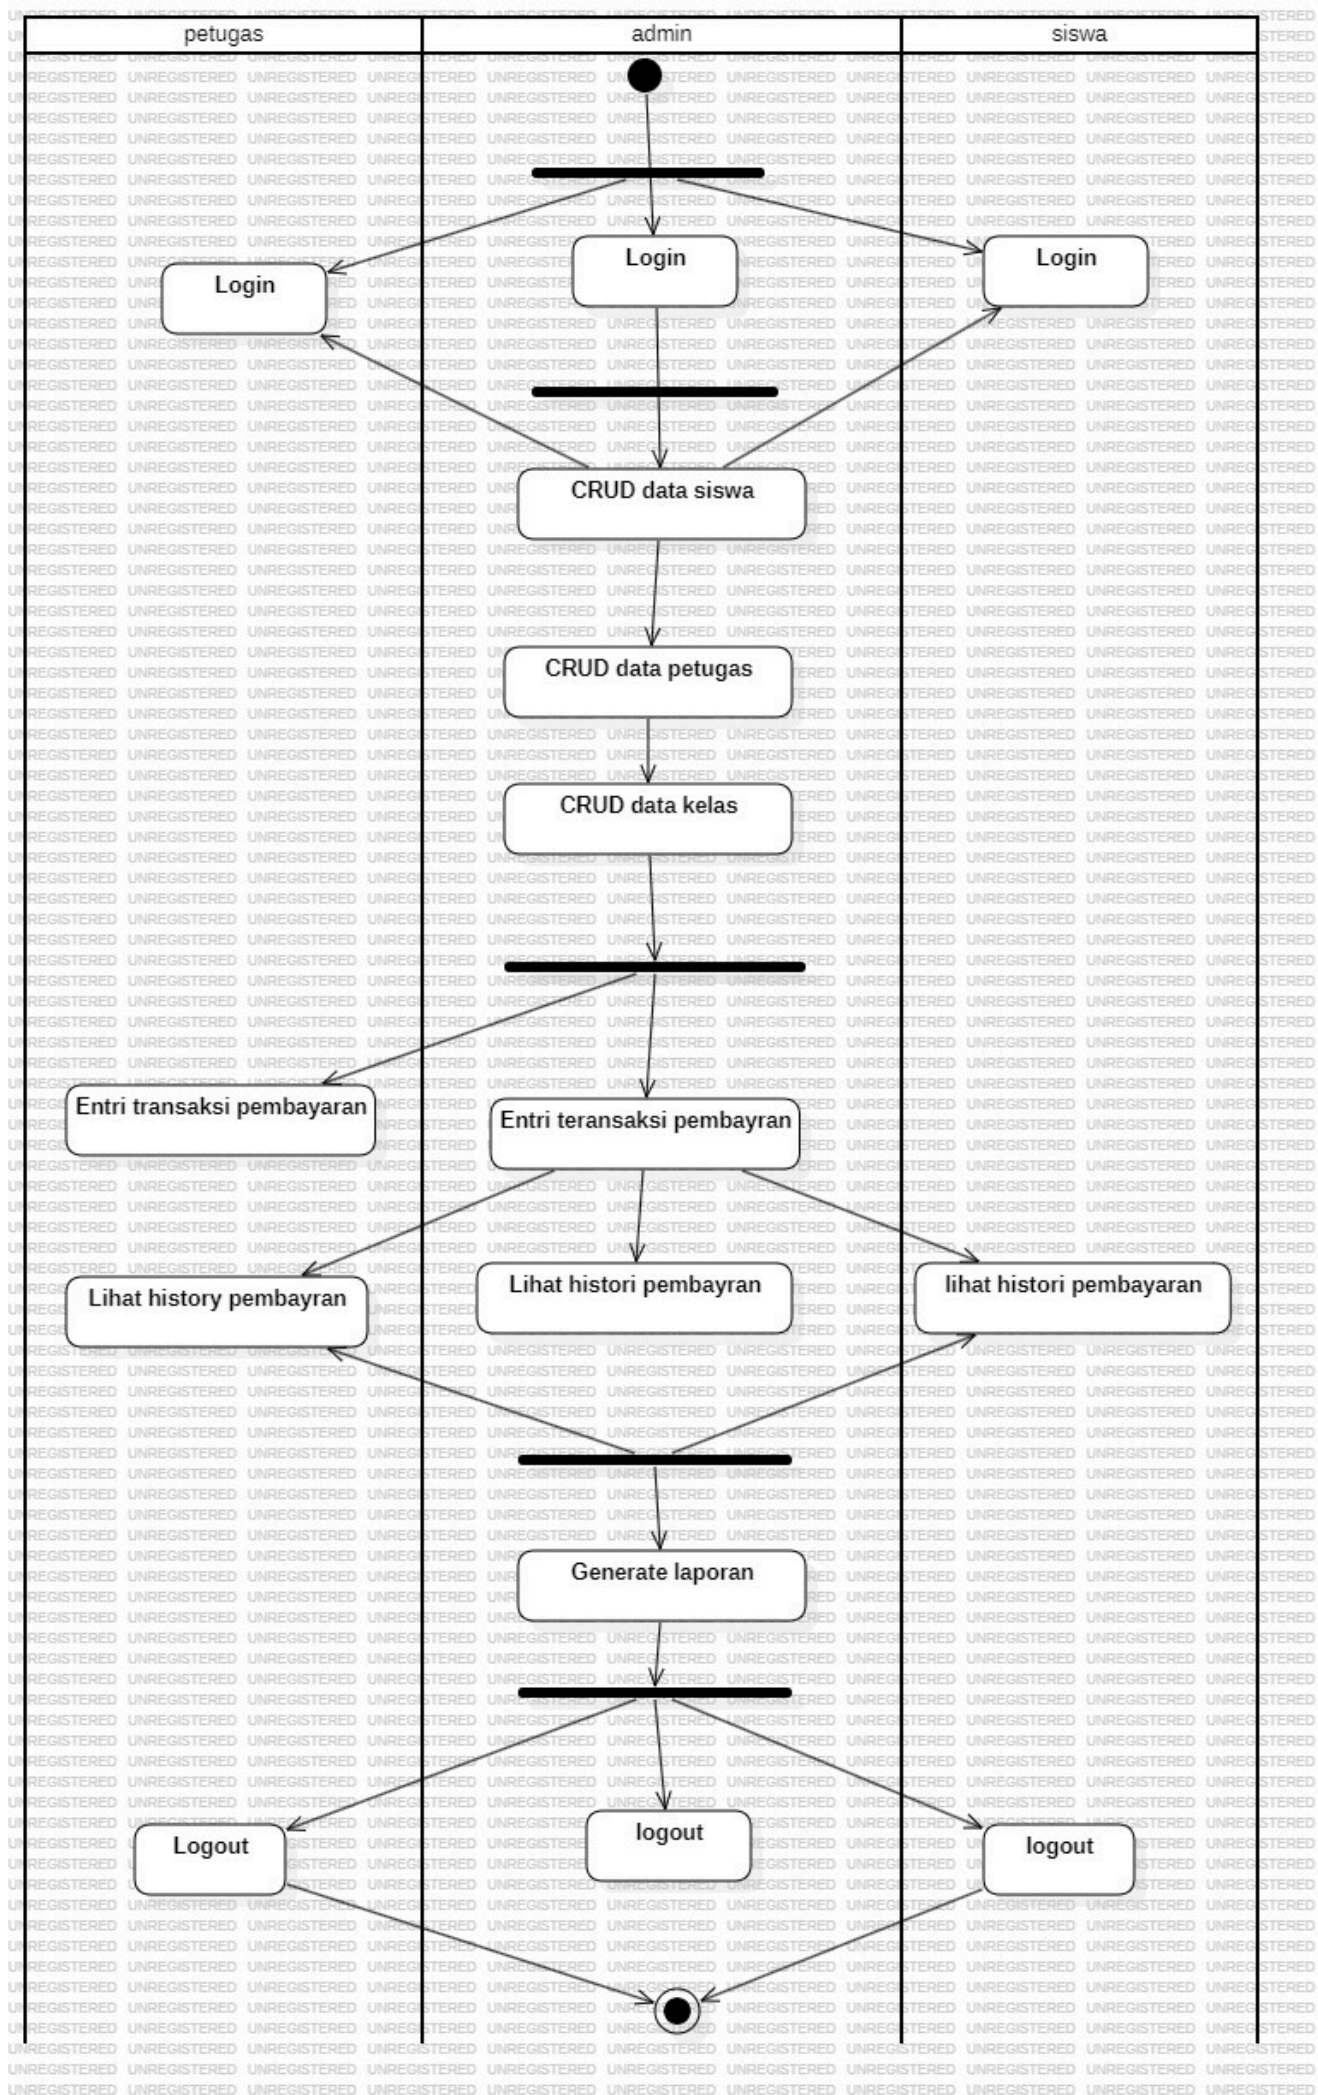 petugas
admin
siswa
Login
Login
Login
CRUD data siswa
CRUD data petugas
CRUD data kelas
Entri transaksi pembayaran
Entri teransaksi pembayran
Lihat history pembayran
Lihat histori pembayran
lihat histori pembayaran
Generate laporan
Logout
logout
logout
UNREGISTERED